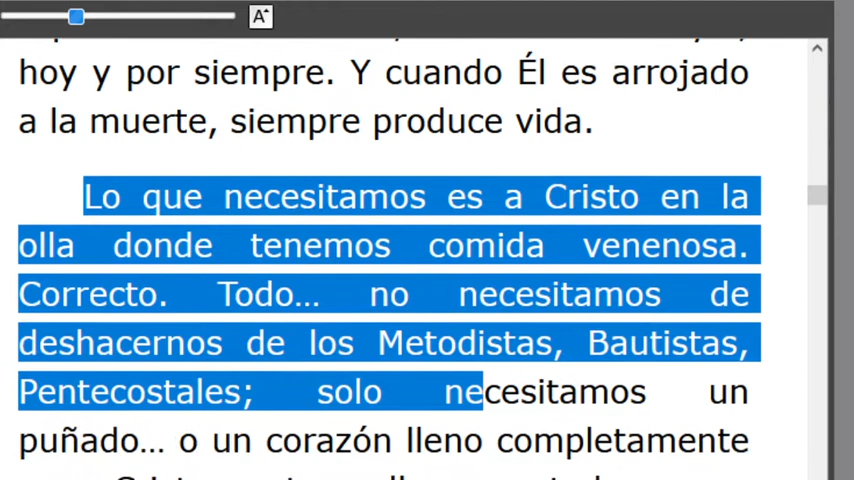 A
hoy y por siempre. Y cuando Él es arrojado
a la muerte, siempre produce vida.
Lo que necesitamos es a Cristo en la
olla donde tenemos comida venenosa.
Correcto. Todo… no necesitamos de
deshacernos de los Metodistas, Bautistas,
Pentecostales; solo necesitamos un
puñado… o un corazón lleno completamente